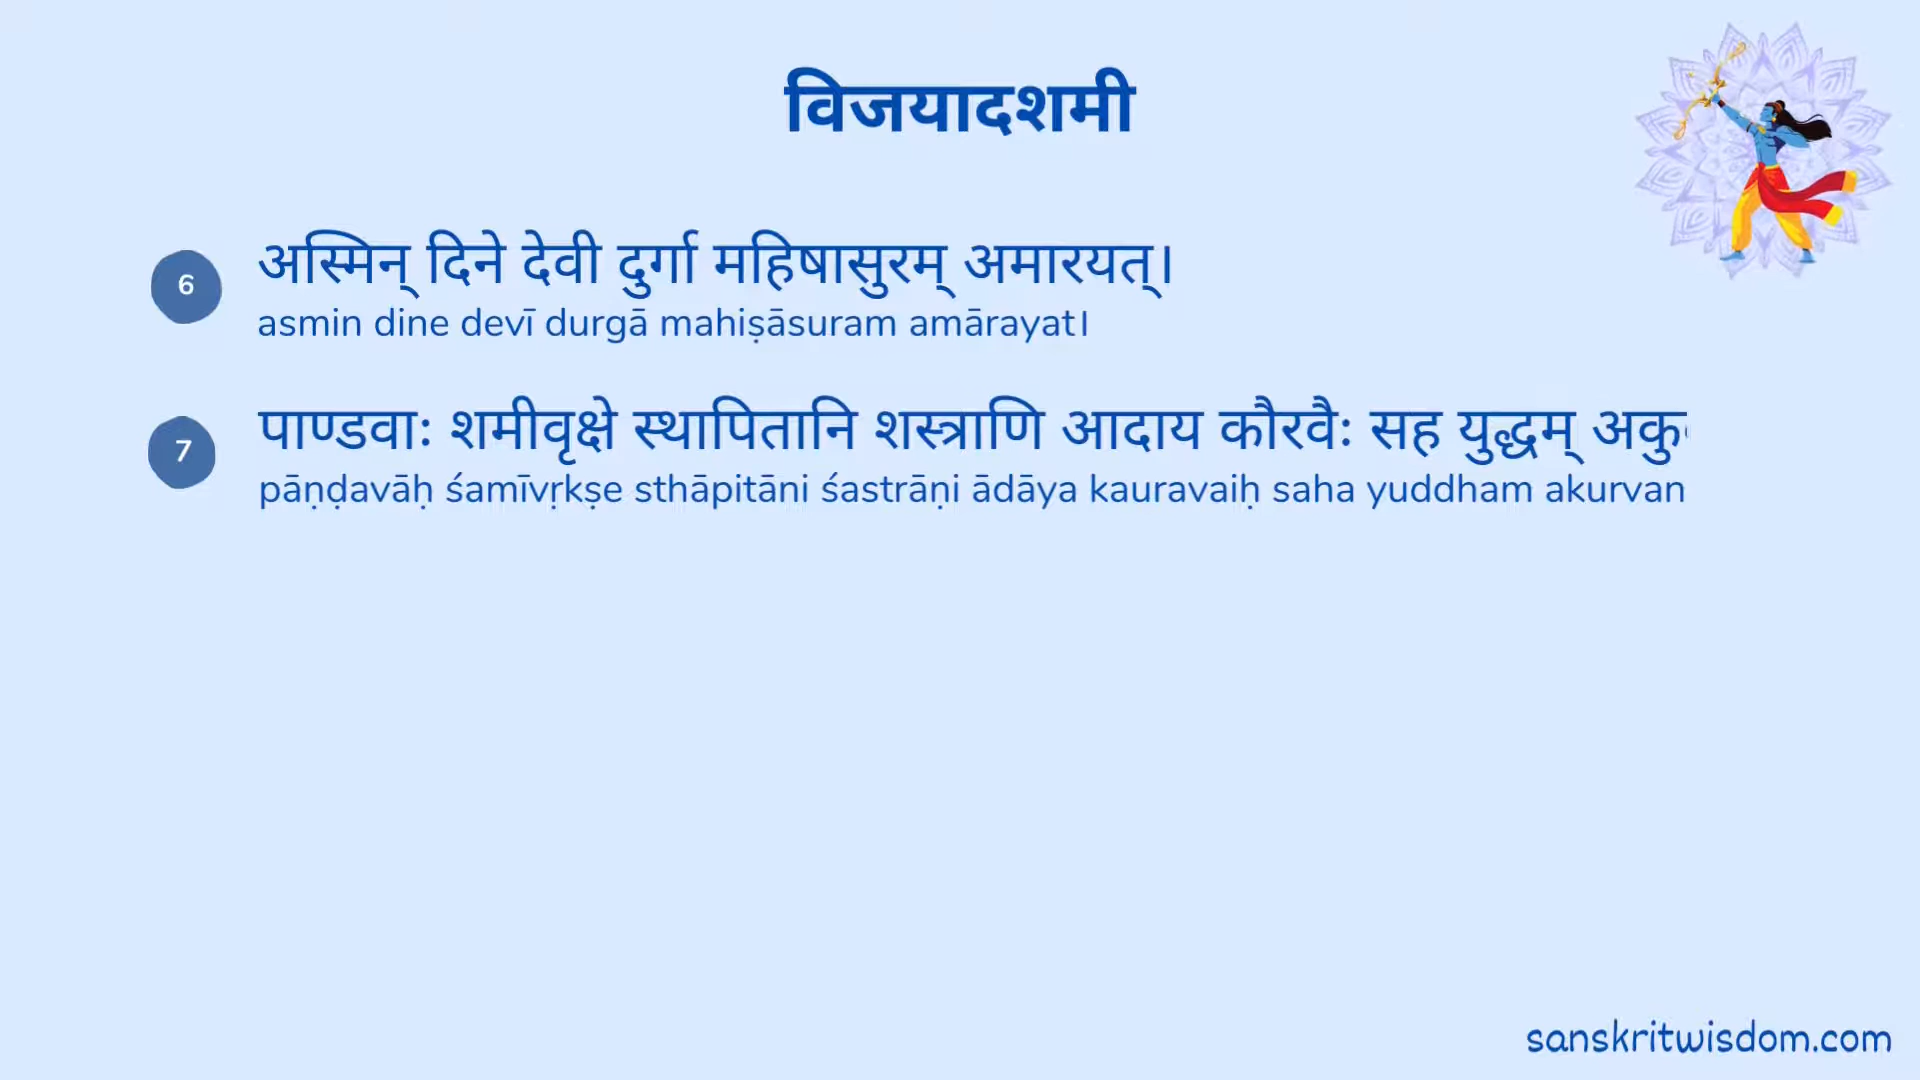 विजयादशमी
6
अस्मिन् दिने देवी दुर्गा महिषासुरम् अमारयत्।
asmin dine devī durgā mahiṣāsuram amārayat।
7
पाण्डवाः शमीवृक्षे स्थापितानि शस्त्राणि आदाय कौरवैः सह युद्धम्
pāṇḍavāḥ śamīvṛkṣe sthāpitāni śastrāṇi ādāya kauravaiḥ saha yuddham akurvan
sanskritwisdom.com